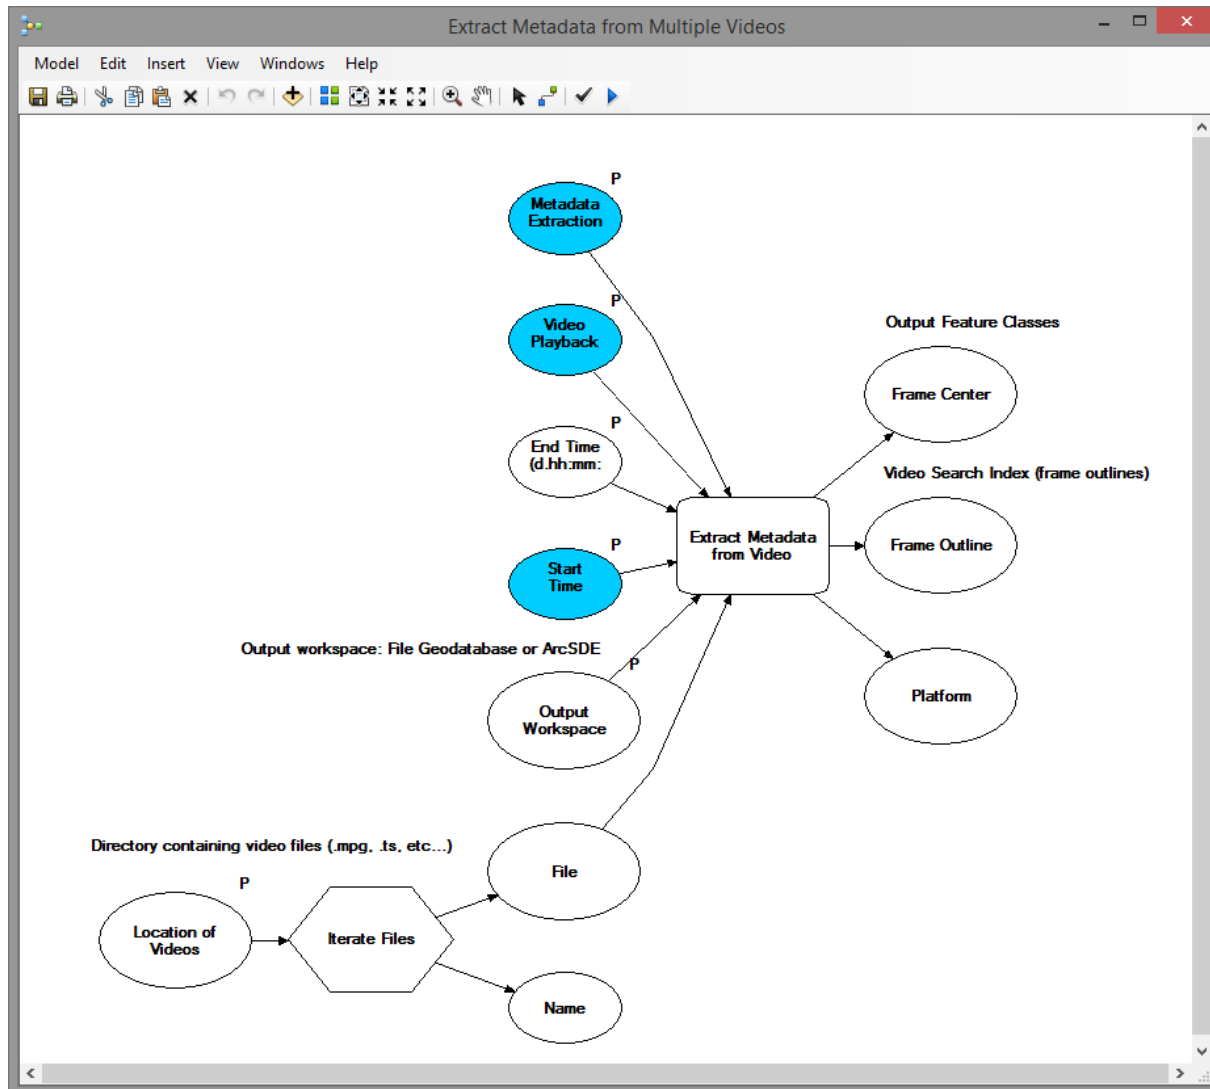 Extract Metadata from Multiple Videos
Model Edit Insert View Windows Help
P
Metadata
Extraction
P
Video
Playback
Output Feature Classes
Frame Center
P
End Time
(d.hh:mm:
Video Search Index (frame outlines)
Extract Metadata
from Video
Frame Outline
P
Start
Time
Output workspace: File Geodatabase or ArcSDE
P
Output
Workspace
Platform
Directory containing video files (.mpg, .ts, etc...)
File
P
Location of
Videos
Iterate Files
Name